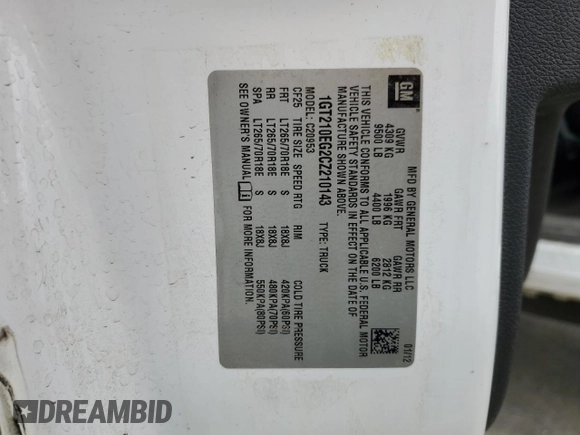 GM
MFD BY GENERAL MOTORS LLC
01/12
GVWR GAWR FRT GAWR RR
4309 KG 1996 KG 2812 KG
9500 LB 4400 LB 6200 LB
THIS VEHICLE CONFORMS TO ALL APPLICABLE U.S. FEDERAL MOTOR
VEHICLE SAFETY STANDARDS IN EFFECT ON THE DATE OF
MANUFACTURE SHOWN ABOVE.
1GT210EG2CZ210143 TYPE: TRUCK
MODEL: C20953
CF25 TIRE SIZE SPEED RTG RIM COLD TIRE PRESSURE
FRT LT265/70R18E S 18X8J 420KPA(60PSI)
RR LT265/70R18E S 18X8J 480KPA(70PSI)
SPA LT265/70R18E S 18X8J 550KPA(80PSI)
SEE OWNER'S MANUAL FOR MORE INFORMATION.
DREAMBID